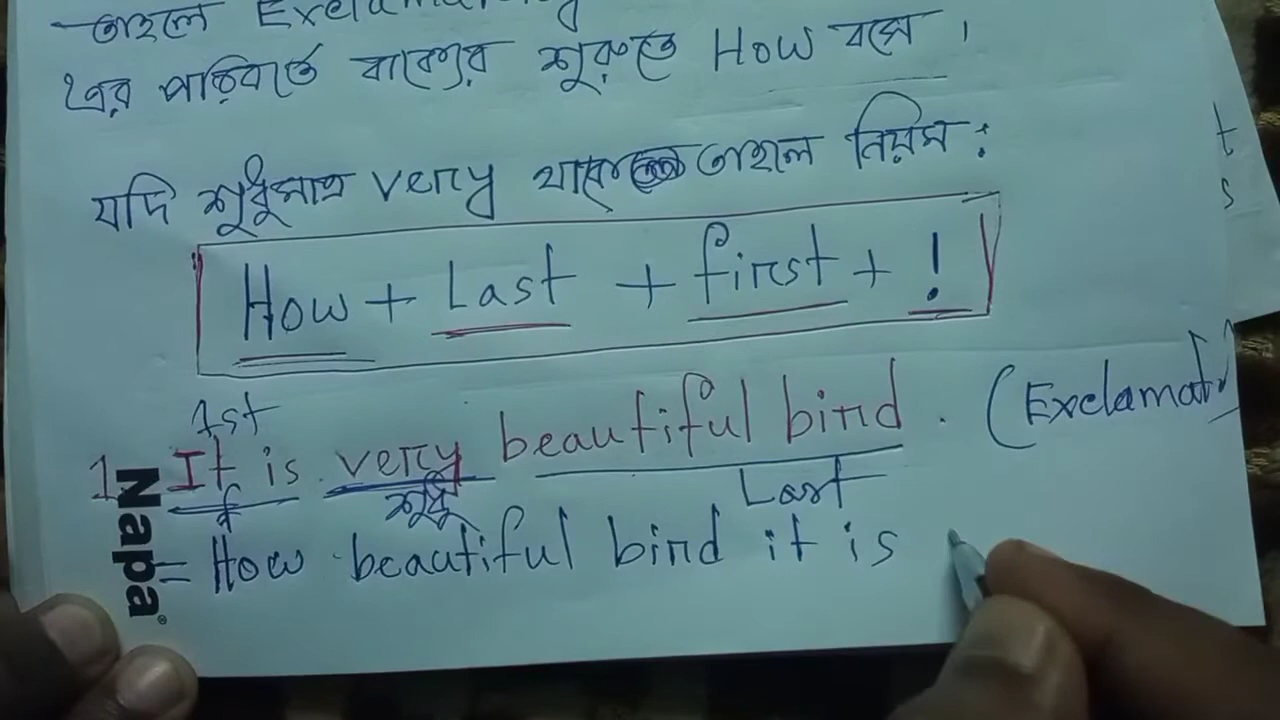 তাহলে Exclamatory
এর পরিবর্তে বাক্যের শুরুতে How বসে ।
যদি শুধুমাত্র very থাকে তাহলে নিয়ম :
t
s
How + Last + first + !
1st
1. It is very beautiful bird . (Exclamativ
শুধু
Last
= How beautiful bird it is
Napa®